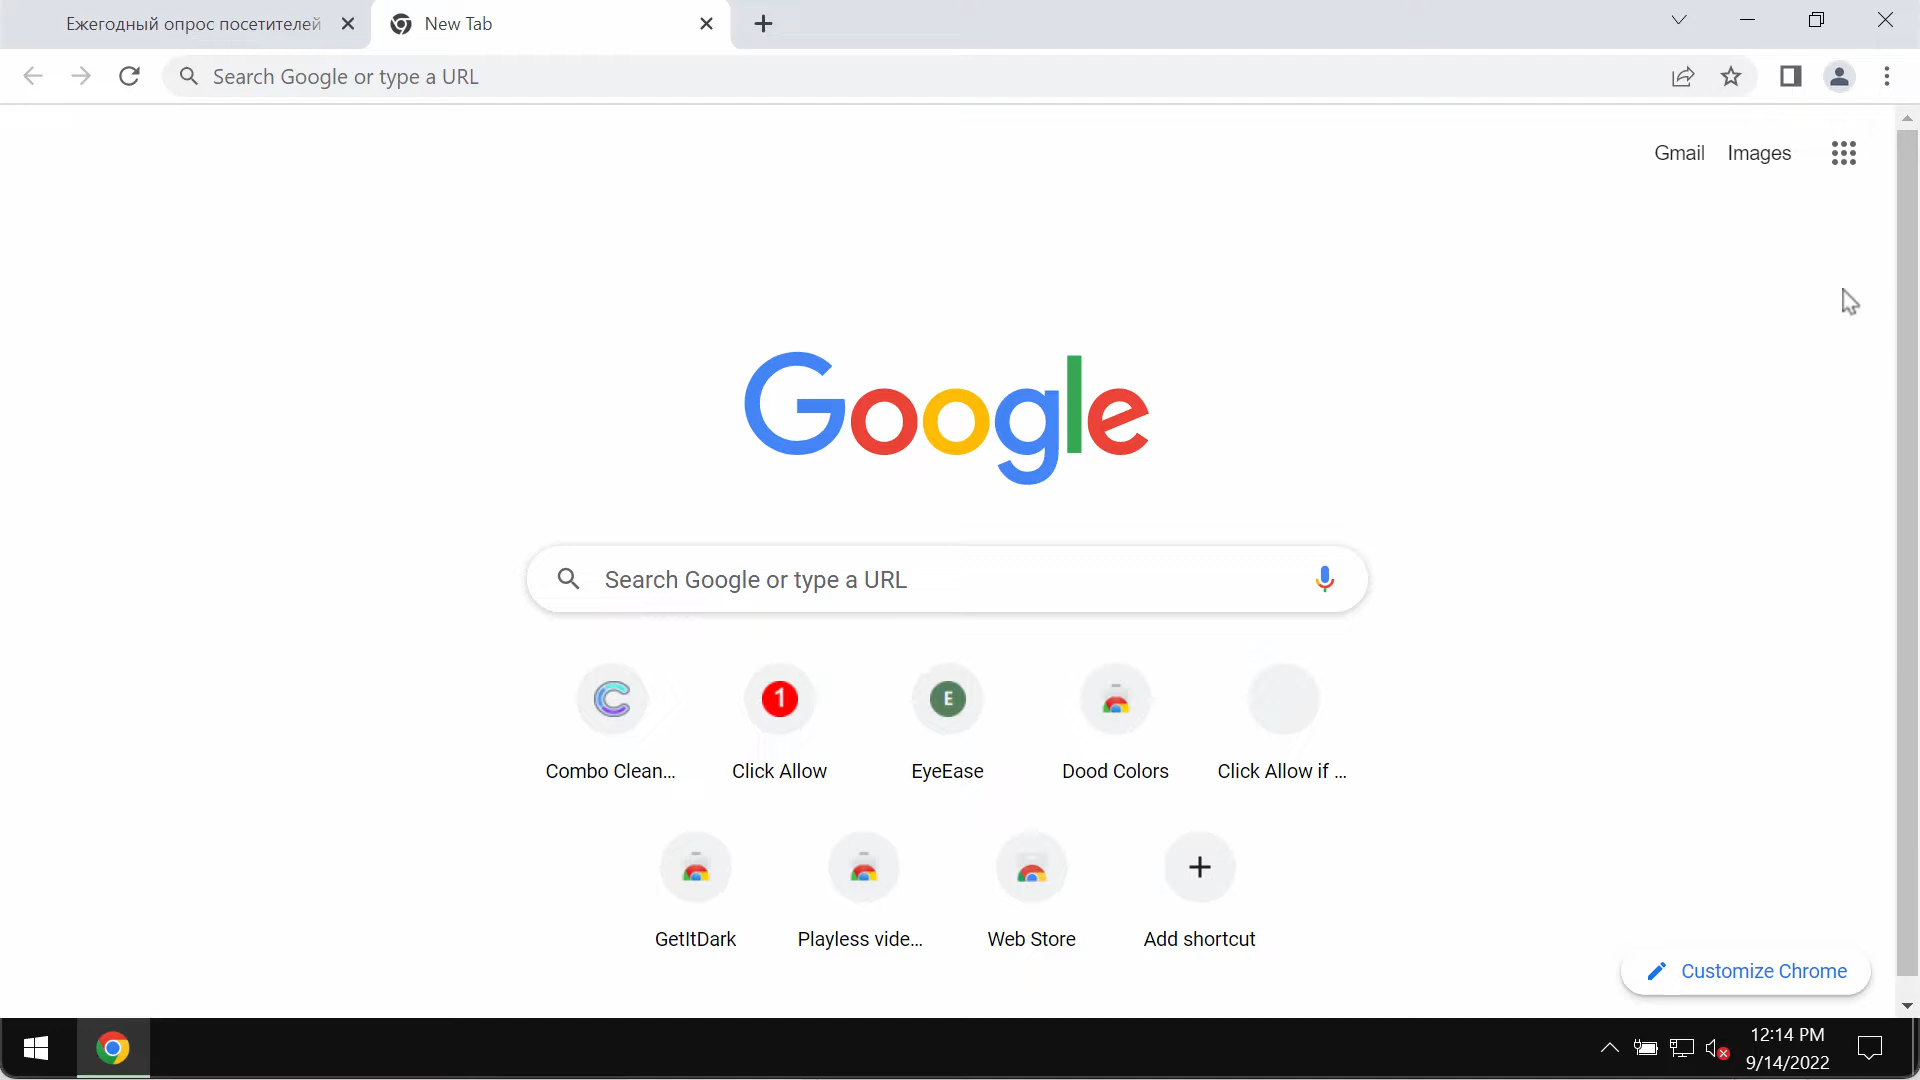 Ежегодный опрос посетителей
New Tab
Search Google or type a URL
Gmail
Images
Google
Search Google or type a URL
1
E
Combo Clean...
Click Allow
EyeEase
Dood Colors
Click Allow if ...
GetItDark
Playless vide...
Web Store
Add shortcut
Customize Chrome
12:14 PM
9/14/2022